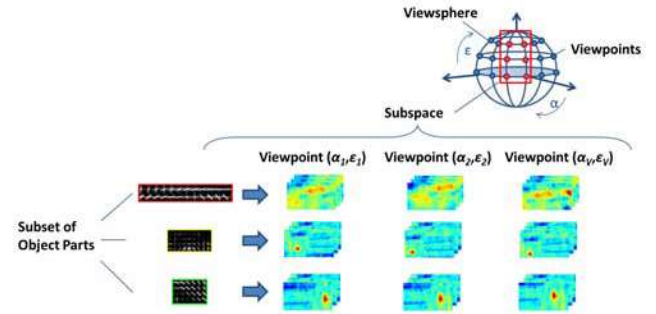 Viewsphere
ε
Viewpoints
α
Subspace
Viewpoint (α₁,ε₁) Viewpoint (α₂,ε₂) Viewpoint (αᵥ,εᵥ)
Subset of
Object Parts